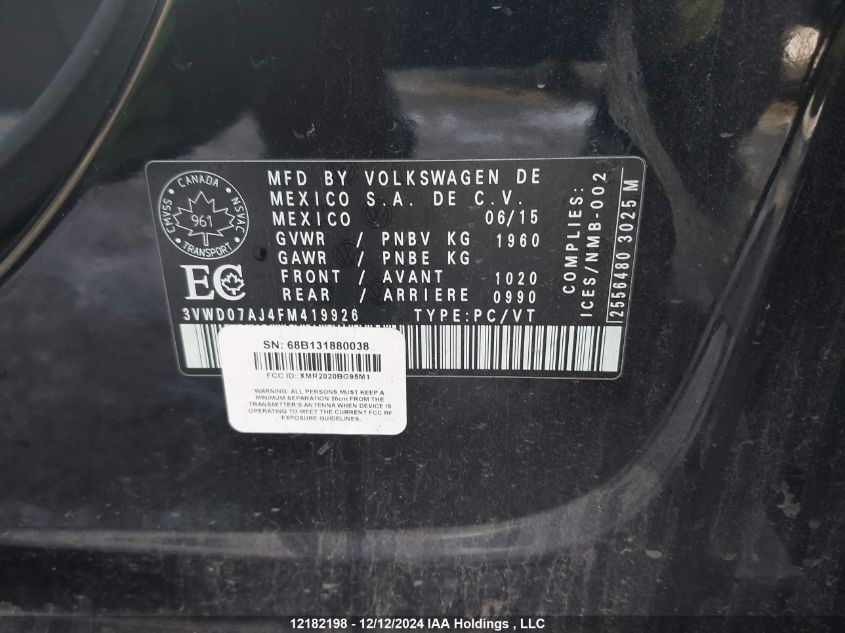 CANADA
CMVSS
NSVAC
961
TRANSPORT
EC
MFD BY VOLKSWAGEN DE
MEXICO S.A. DE C.V.
MEXICO 06/15
GVWR / PNBV KG 1960
GAWR / PNBE KG
FRONT / AVANT 1020
REAR / ARRIERE 0990
3VWD07AJ4FM419926 TYPE:PC/VT
COMPLIES:
ICES/NMB-002
2556480 3025 M
SN: 68B131880038
FCC ID: XMR2020BG95M1
WARNING: ALL PERSONS MUST KEEP A
MINIMUM SEPARATION 20cm FROM THE
TRANSMITTER'S ANTENNA WHEN DEVICE IS
OPERATING TO MEET THE CURRENT FCC RF
EXPOSURE GUIDELINES.
12182198 - 12/12/2024 IAA Holdings , LLC